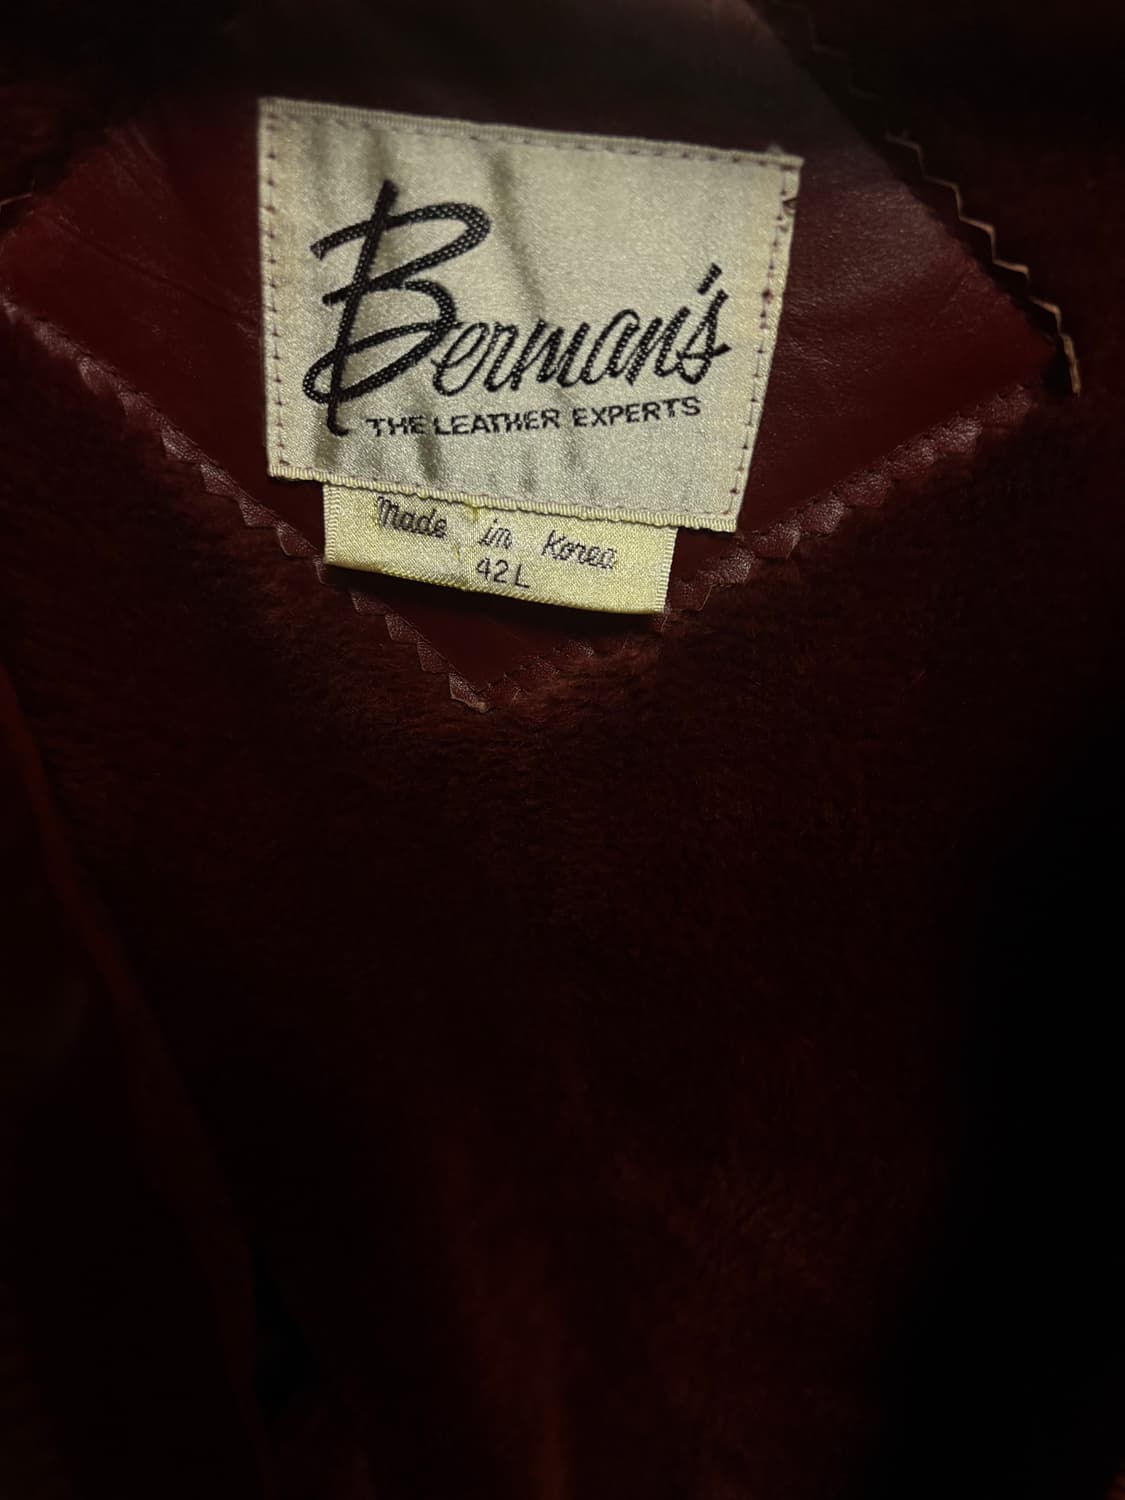 Berman's
THE LEATHER EXPERTS
Made in Korea
42L